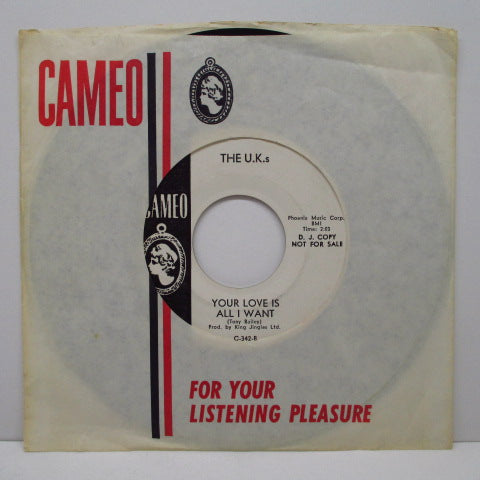 CAMEO
THE U.K.s
CAMEO
Phoenix Music Corp.
BMI
Time: 2:03
D. J. COPY
NOT FOR SALE
YOUR LOVE IS
ALL I WANT
(Tony Bailey)
Prod. by King Jingles Ltd.
C-342-B
FOR YOUR
LISTENING PLEASURE